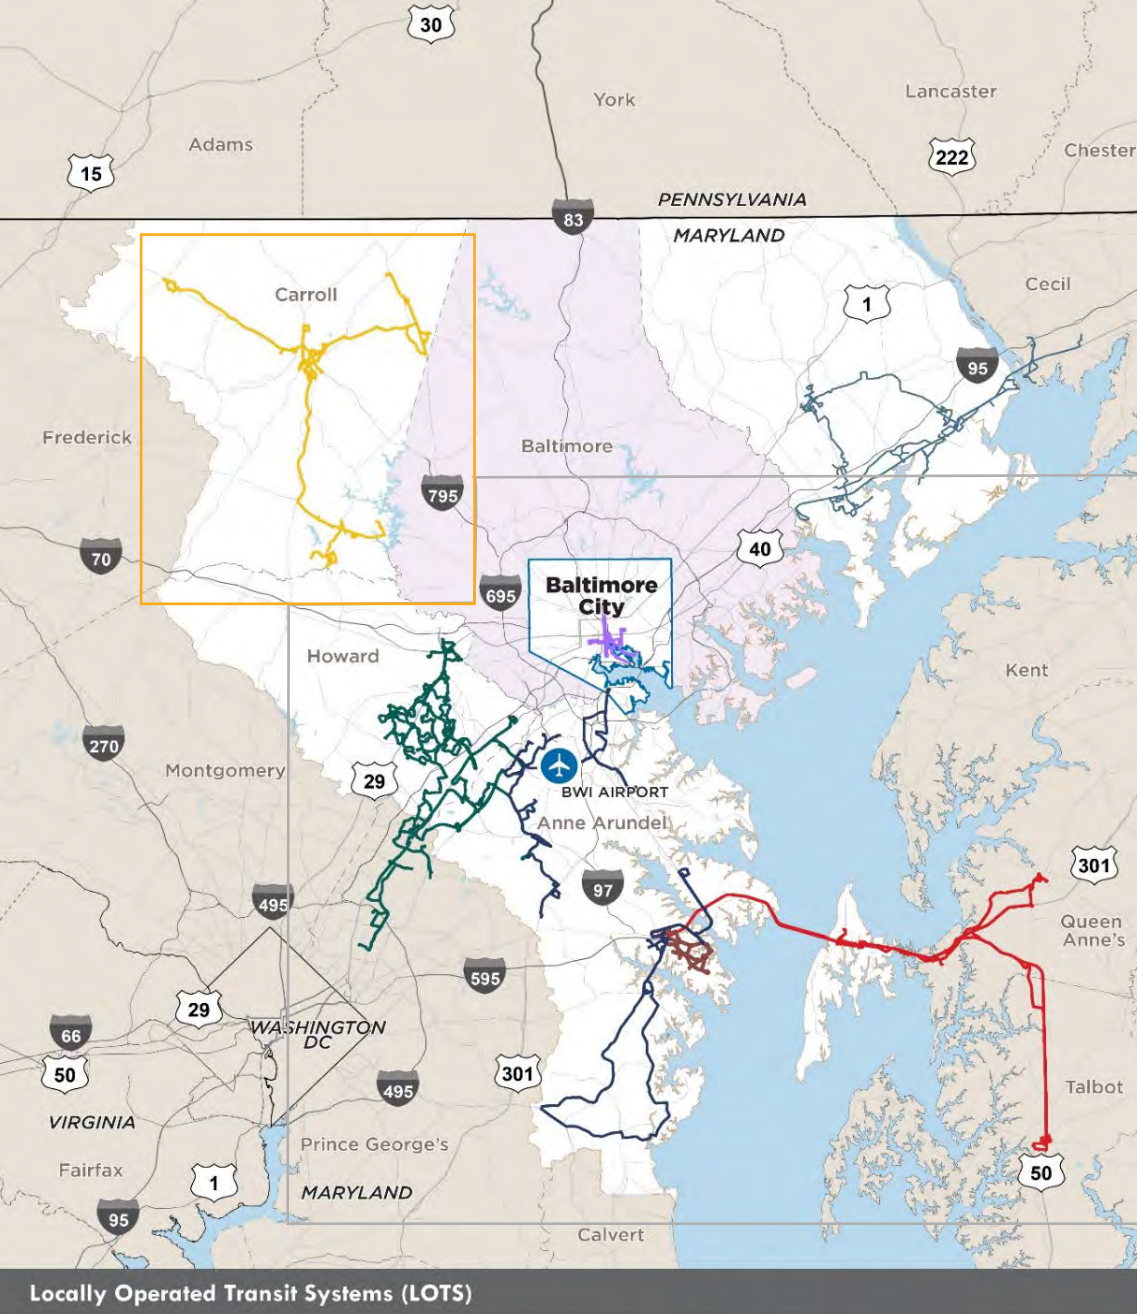 30
York
Lancaster
Adams
222
Chester
15
PENNSYLVANIA
83
MARYLAND
Cecil
Carroll
1
95
Frederick
Baltimore
795
40
70
Baltimore
City
695
Howard
Kent
270
Montgomery
29
BWI AIRPORT
Anne Arundel
301
97
495
Queen
Anne's
595
29
WASHINGTON
DC
66
50
301
495
Talbot
VIRGINIA
Prince George's
Fairfax
1
50
MARYLAND
95
Calvert
Locally Operated Transit Systems (LOTS)